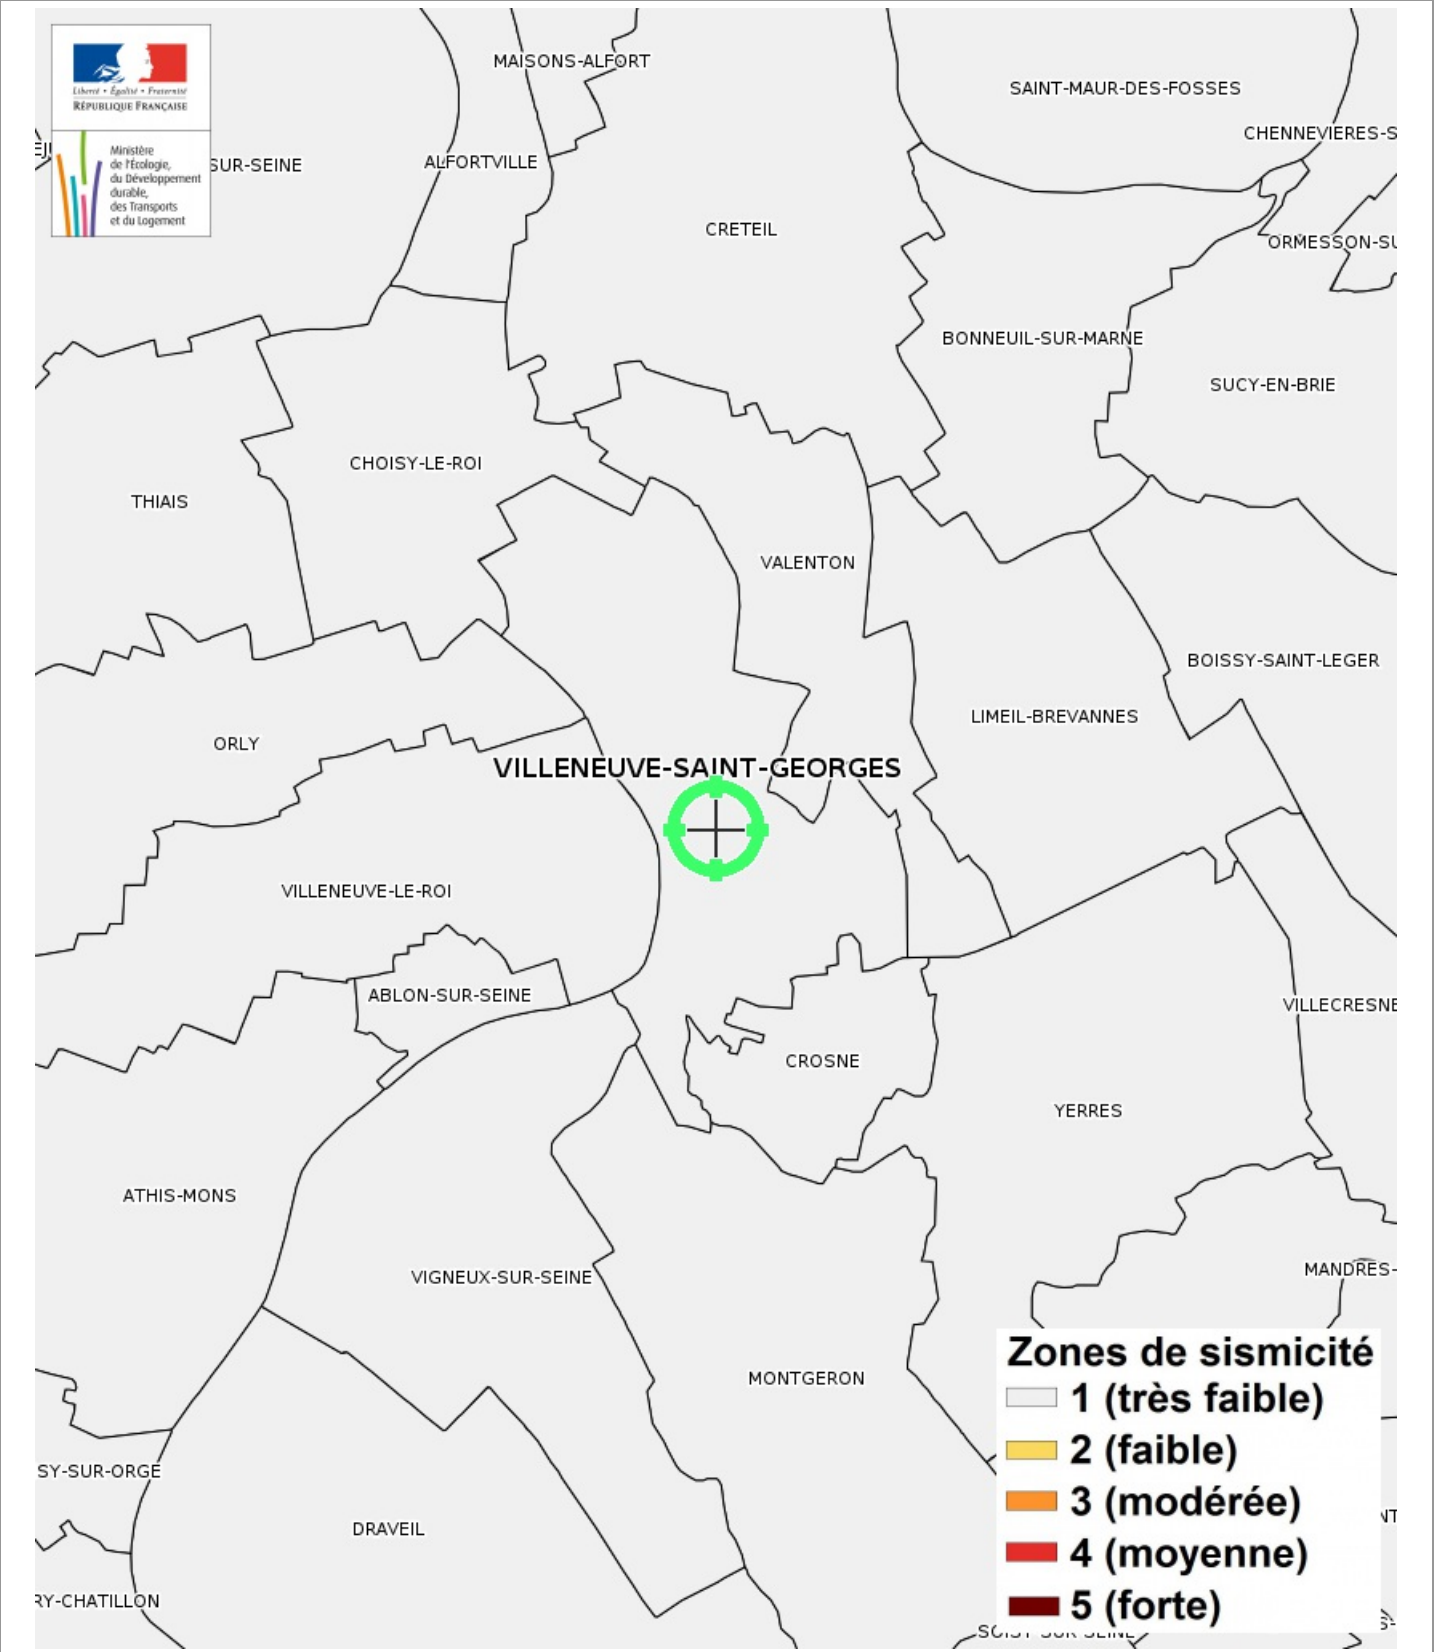 MAISONS-ALFORT
SAINT-MAUR-DES-FOSSES
Liberté • Égalité • Fraternité
RÉPUBLIQUE FRANÇAISE
CHENNEVIERES-S
Ministère
de l'Écologie,
du Développement
durable,
des Transports
et du Logement
SUR-SEINE
ALFORTVILLE
CRETEIL
ORMESSON-SU
BONNEUIL-SUR-MARNE
SUCY-EN-BRIE
CHOISY-LE-ROI
THIAIS
VALENTON
BOISSY-SAINT-LEGER
LIMEIL-BREVANNES
ORLY
VILLENEUVE-SAINT-GEORGES
VILLENEUVE-LE-ROI
ABLON-SUR-SEINE
VILLECRESNE
CROSNE
YERRES
ATHIS-MONS
VIGNEUX-SUR-SEINE
MANDRES-
MONTGERON
Zones de sismicité
1 (très faible)
2 (faible)
3 (modérée)
4 (moyenne)
5 (forte)
SY-SUR-ORGE
DRAVEIL
RY-CHATILLON
SOISY-SUR-SEINE